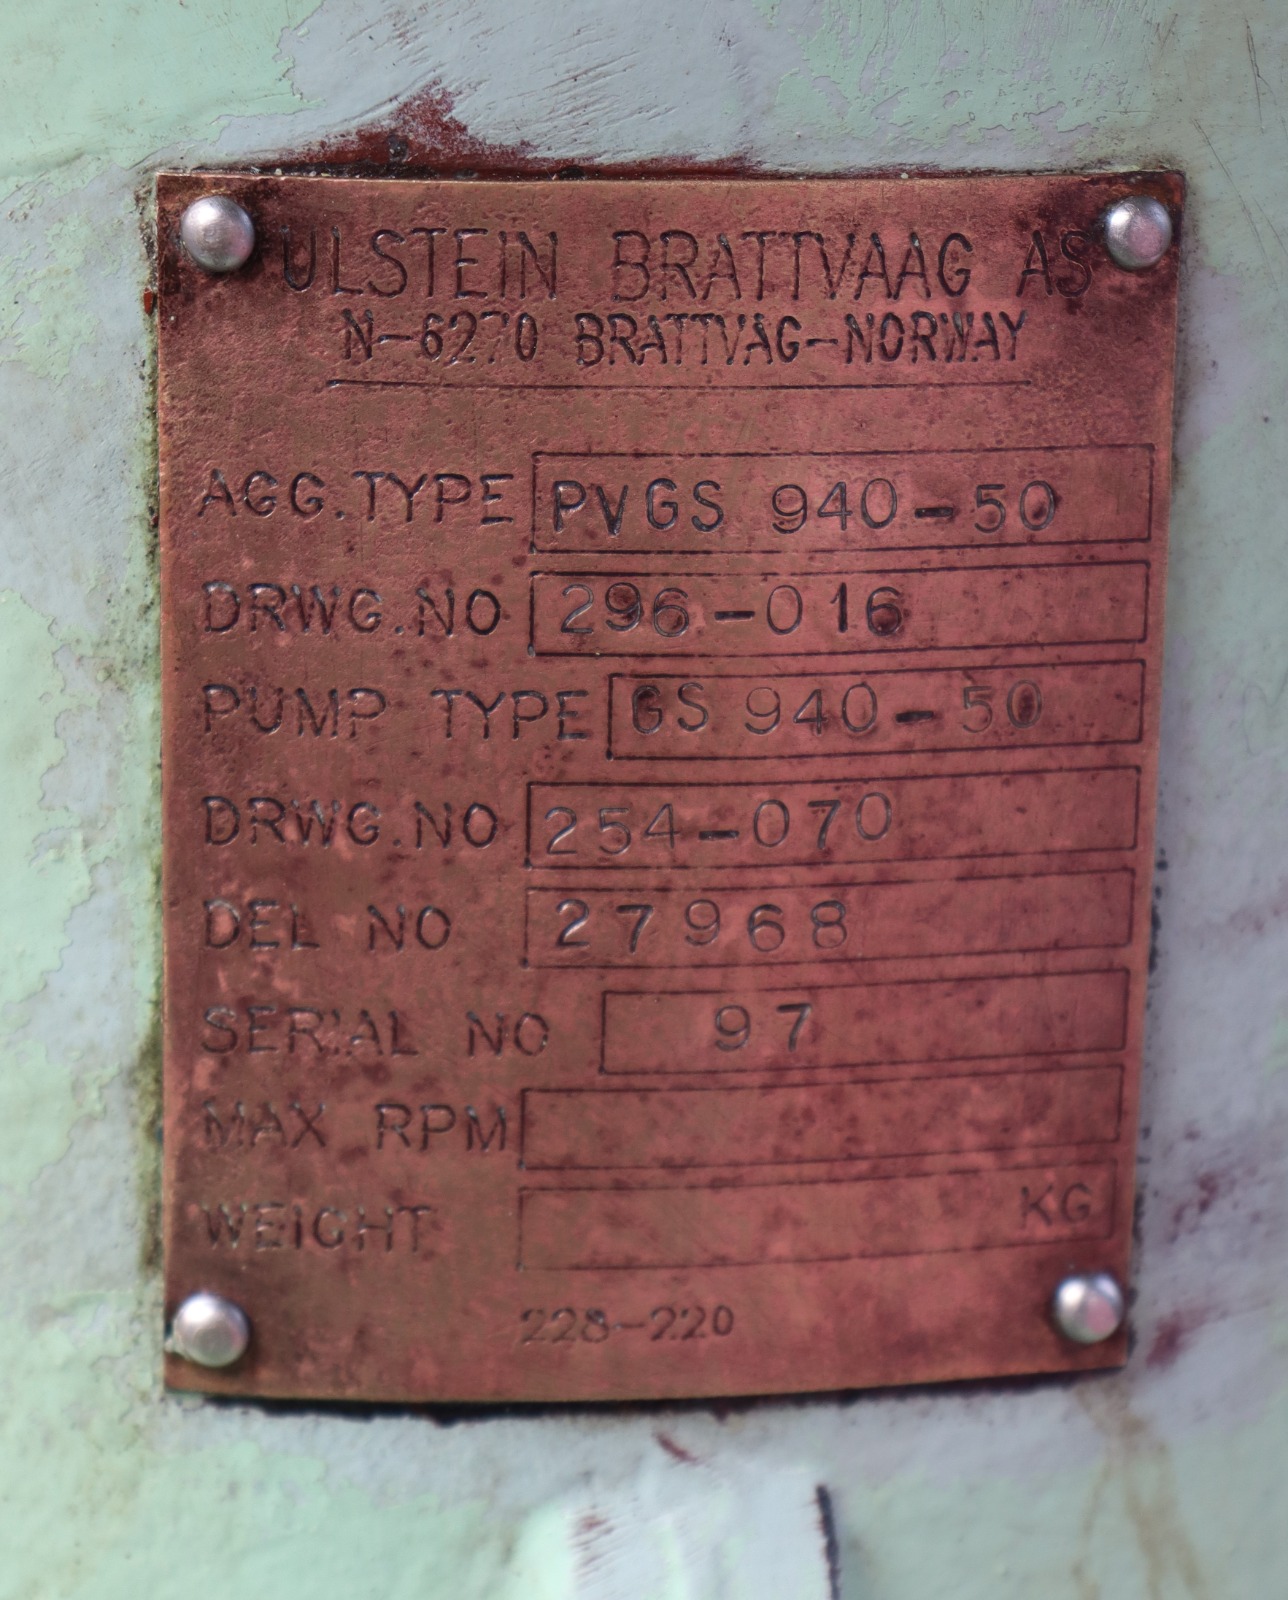 ULSTEIN BRATTVAAG AS
N-6270 BRATTVÅG-NORWAY
AGG.TYPE PVGS 940-50
DRWG.NO 296-016
PUMP TYPE GS 940-50
DRWG.NO 254-070
DEL NO 27968
SERIAL NO 97
MAX RPM
WEIGHT KG
228-220